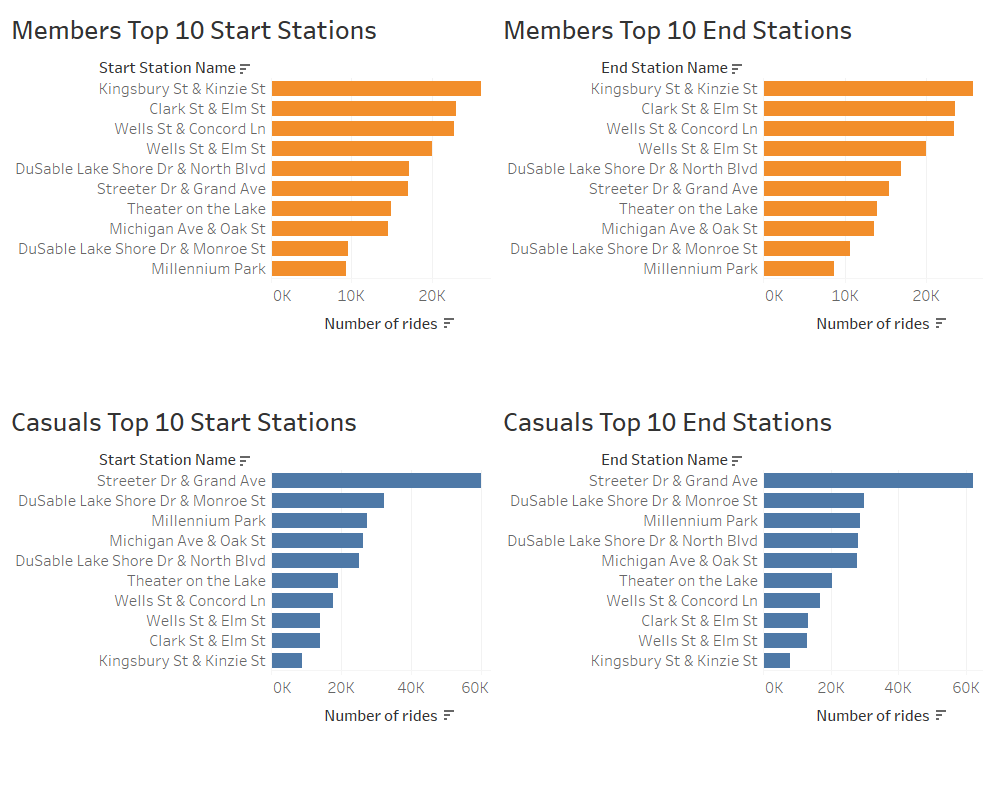 Members Top 10 Start Stations
Start Station Name
Kingsbury St & Kinzie St
Clark St & Elm St
Wells St & Concord Ln
Wells St & Elm St
DuSable Lake Shore Dr & North Blvd
Streeter Dr & Grand Ave
Theater on the Lake
Michigan Ave & Oak St
DuSable Lake Shore Dr & Monroe St
Millennium Park
0K 10K 20K
Number of rides
Members Top 10 End Stations
End Station Name
Kingsbury St & Kinzie St
Clark St & Elm St
Wells St & Concord Ln
Wells St & Elm St
DuSable Lake Shore Dr & North Blvd
Streeter Dr & Grand Ave
Theater on the Lake
Michigan Ave & Oak St
DuSable Lake Shore Dr & Monroe St
Millennium Park
0K 10K 20K
Number of rides
Casuals Top 10 Start Stations
Start Station Name
Streeter Dr & Grand Ave
DuSable Lake Shore Dr & Monroe St
Millennium Park
Michigan Ave & Oak St
DuSable Lake Shore Dr & North Blvd
Theater on the Lake
Wells St & Concord Ln
Wells St & Elm St
Clark St & Elm St
Kingsbury St & Kinzie St
0K 20K 40K 60K
Number of rides
Casuals Top 10 End Stations
End Station Name
Streeter Dr & Grand Ave
DuSable Lake Shore Dr & Monroe St
Millennium Park
DuSable Lake Shore Dr & North Blvd
Michigan Ave & Oak St
Theater on the Lake
Wells St & Concord Ln
Clark St & Elm St
Wells St & Elm St
Kingsbury St & Kinzie St
0K 20K 40K 60K
Number of rides